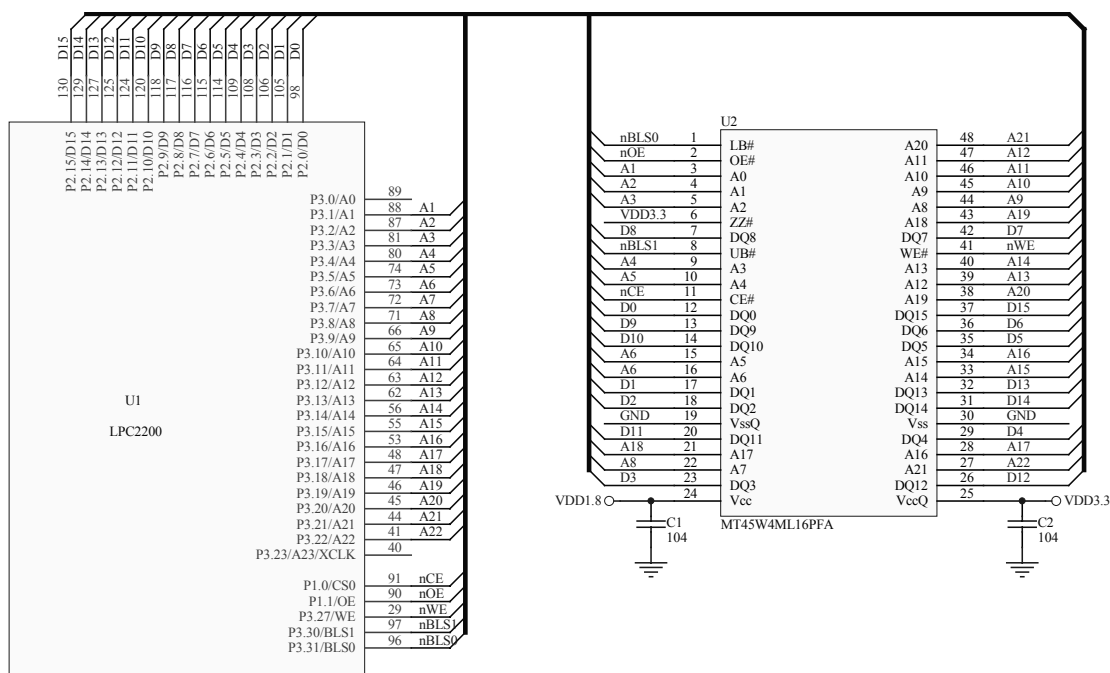 D15 D14 D13 D12 D11 D10 D9 D8 D7 D6 D5 D4 D3 D2 D1 D0
130 129 127 125 124 120 118 117 116 115 114 109 108 106 105 98
P2.15/D15 P2.14/D14 P2.13/D13 P2.12/D12 P2.11/D11 P2.10/D10 P2.9/D9 P2.8/D8 P2.7/D7 P2.6/D6 P2.5/D5 P2.4/D4 P2.3/D3 P2.2/D2 P2.1/D1 P2.0/D0
P3.0/A0 89
P3.1/A1 88 A1
P3.2/A2 87 A2
P3.3/A3 81 A3
P3.4/A4 80 A4
P3.5/A5 74 A5
P3.6/A6 73 A6
P3.7/A7 72 A7
P3.8/A8 71 A8
P3.9/A9 66 A9
P3.10/A10 65 A10
P3.11/A11 64 A11
P3.12/A12 63 A12
P3.13/A13 62 A13
P3.14/A14 56 A14
P3.15/A15 55 A15
P3.16/A16 53 A16
P3.17/A17 48 A17
P3.18/A18 47 A18
P3.19/A19 46 A19
P3.20/A20 45 A20
P3.21/A21 44 A21
P3.22/A22 41 A22
P3.23/A23/XCLK 40
P1.0/CS0 91 nCE
P1.1/OE 90 nOE
P3.27/WE 29 nWE
P3.30/BLS1 97 nBLS1
P3.31/BLS0 96 nBLS0
U1
LPC2200
U2
nBLS0 1 LB# A20 48 A21
nOE 2 OE# A11 47 A12
A1 3 A0 A10 46 A11
A2 4 A1 A9 45 A10
A3 5 A2 A8 44 A9
VDD3.3 6 ZZ# A18 43 A19
D8 7 DQ8 DQ7 42 D7
nBLS1 8 UB# WE# 41 nWE
A4 9 A3 A13 40 A14
A5 10 A4 A12 39 A13
nCE 11 CE# A19 38 A20
D0 12 DQ0 DQ15 37 D15
D9 13 DQ9 DQ6 36 D6
D10 14 DQ10 DQ5 35 D5
A6 15 A5 A15 34 A16
A6 16 A6 A14 33 A15
D1 17 DQ1 DQ13 32 D13
D2 18 DQ2 DQ14 31 D14
GND 19 VssQ Vss 30 GND
D11 20 DQ11 DQ4 29 D4
A18 21 A17 A16 28 A17
A8 22 A7 A21 27 A22
D3 23 DQ3 DQ12 26 D12
VDD1.8 24 Vcc VccQ 25 VDD3.3
MT45W4ML16PFA
C1
104
C2
104